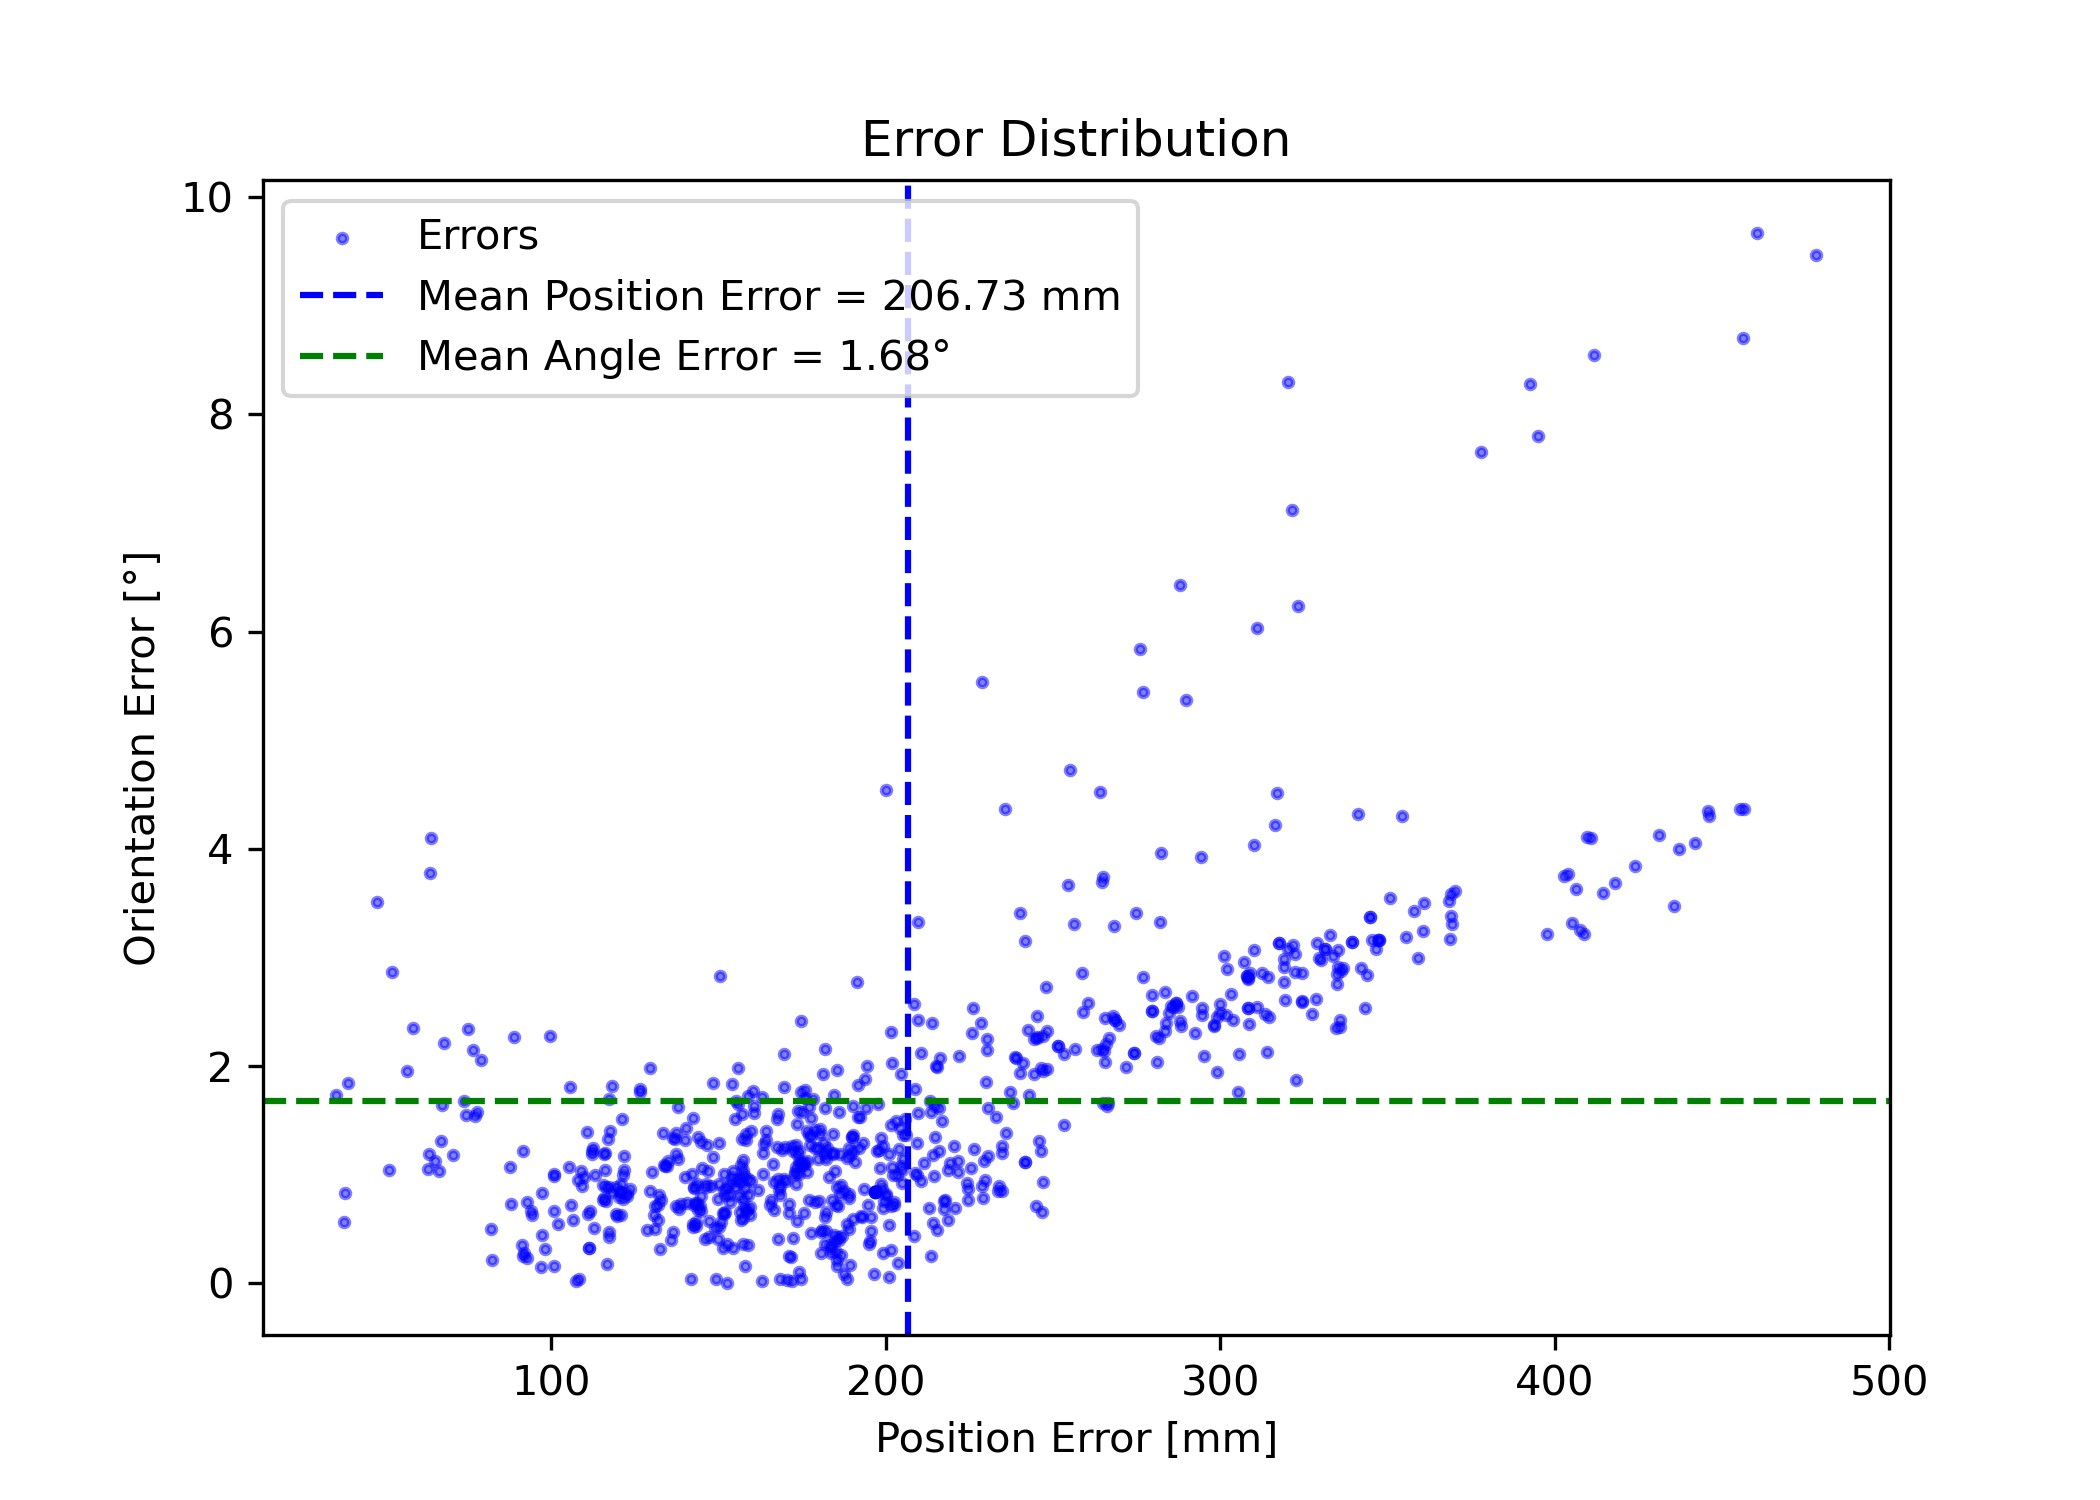 Error Distribution
10
8
6
4
2
0
Orientation Error [°]
Errors
Mean Position Error = 206.73 mm
Mean Angle Error = 1.68°
100
200
300
400
500
Position Error [mm]